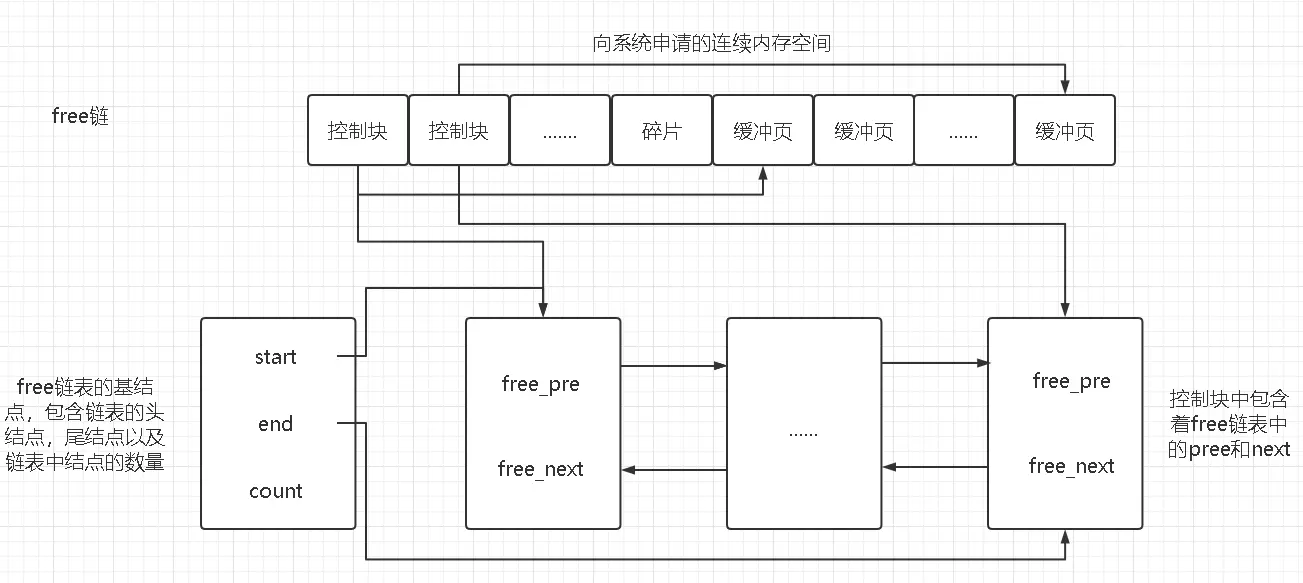 向系统申请的连续内存空间
free链
控制块 控制块 ....... 碎片 缓冲页 缓冲页 ...... 缓冲页
start
end
count
free链表的基结
点，包含链表的头
结点，尾结点以及
链表中结点的数量
free_pre
free_next
......
free_pre
free_next
控制块中包含
着free链表中
的pree和next